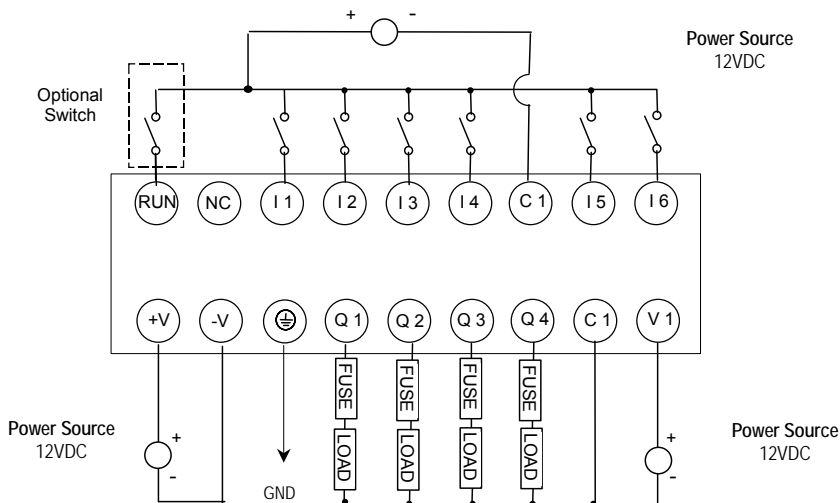 + -
Power Source
12VDC
Optional
Switch
RUN NC I 1 I 2 I 3 I 4 C 1 I 5 I 6
+V -V Q 1 Q 2 Q 3 Q 4 C 1 V 1
FUSE FUSE FUSE FUSE
LOAD LOAD LOAD LOAD
Power Source
12VDC
+
-
GND
+
-
Power Source
12VDC